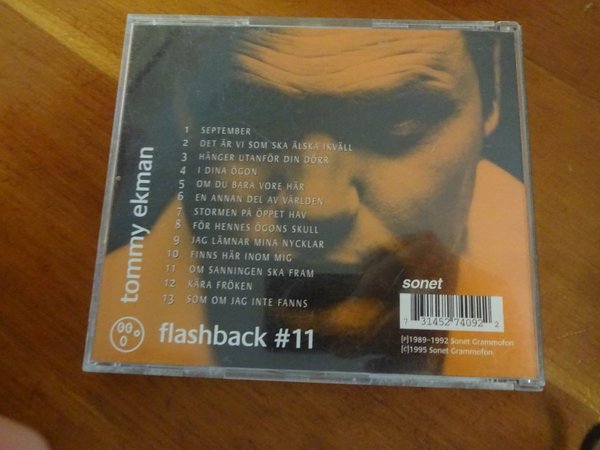 tommy ekman
1 SEPTEMBER
2 DET ÄR VI SOM SKA ÄLSKA IKVÄLL
3 HÄNGER UTANFÖR DIN DÖRR
4 I DINA ÖGON
5 OM DU BARA VORE HÄR
6 EN ANNAN DEL AV VÄRLDEN
7 STORMEN PÅ ÖPPET HAV
8 FÖR HENNES ÖGONS SKULL
9 JAG LÄMNAR MINA NYCKLAR
10 FINNS HÄR INOM MIG
11 OM SANNINGEN SKA FRAM
12 KÄRA FRÖKEN
13 SOM OM JAG INTE FANNS
sonet
7 31452 74092 2
(P)1989–1992 Sonet Grammofon
(C)1995 Sonet Grammofon
flashback #11